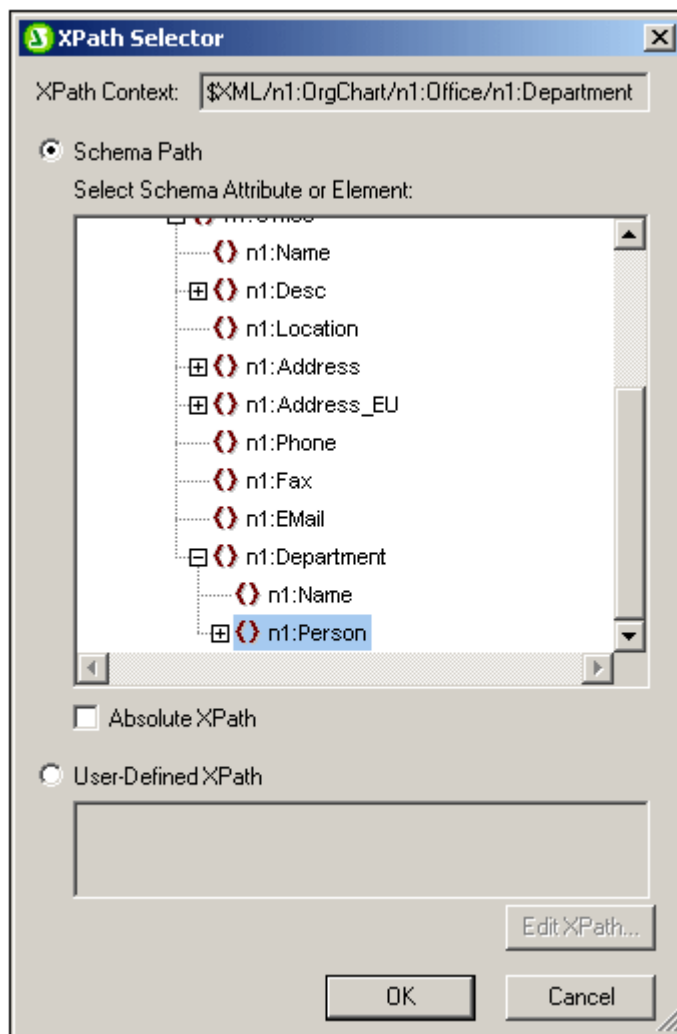 XPath Selector
XPath Context: $XML/n1:OrgChart/n1:Office/n1:Department
Schema Path
Select Schema Attribute or Element:
n1:Office
n1:Name
n1:Desc
n1:Location
n1:Address
n1:Address_EU
n1:Phone
n1:Fax
n1:EMail
n1:Department
n1:Name
n1:Person
Absolute XPath
User-Defined XPath
Edit XPath...
OK Cancel